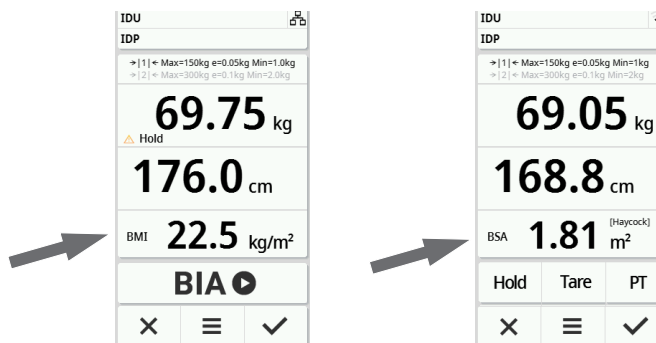 IDU
IDP
→|1|← Max=150kg e=0.05kg Min=1.0kg
→|2|← Max=300kg e=0.1kg Min=2.0kg
69.75 kg
Hold
176.0 cm
BMI 22.5 kg/m²
BIA
IDU
IDP
→|1|← Max=150kg e=0.05kg Min=1kg
→|2|← Max=300kg e=0.1kg Min=2kg
69.05 kg
168.8 cm
BSA 1.81 [Haycock] m²
Hold Tare PT